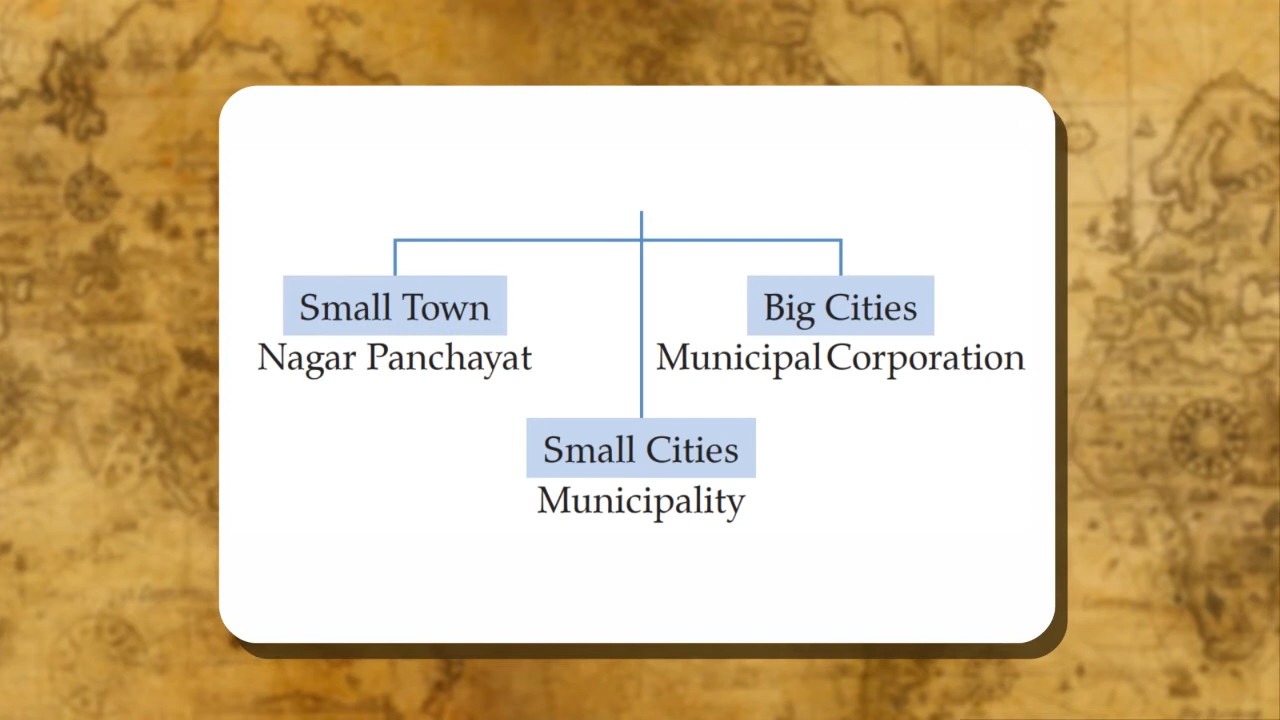 Small Town
Nagar Panchayat
Big Cities
Municipal Corporation
Small Cities
Municipality